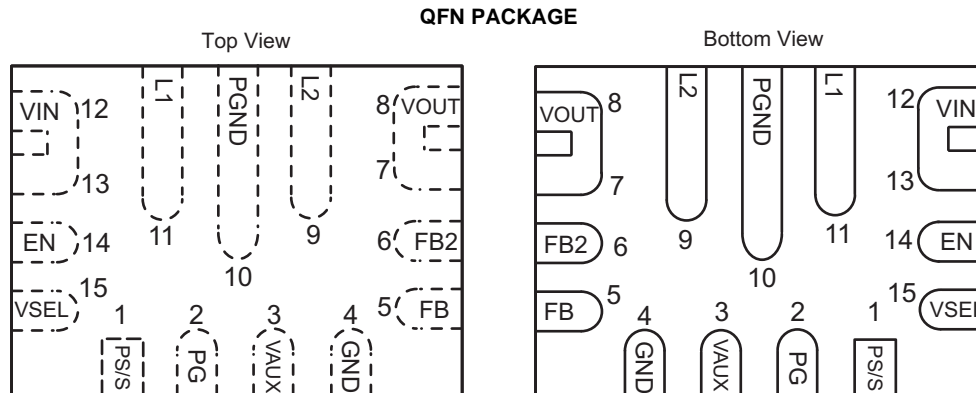 QFN PACKAGE
Top View
L1
PGND
L2
VIN
12
13
8
VOUT
7
11
9
10
EN
14
6
FB2
VSEL
15
5
FB
1
2
3
4
PS/S
PG
VAUX
GND
Bottom View
L2
PGND
L1
VOUT
8
7
12
VIN
13
9
11
10
FB2
6
14
EN
FB
5
15
VSEL
4
3
2
1
GND
VAUX
PG
PS/S